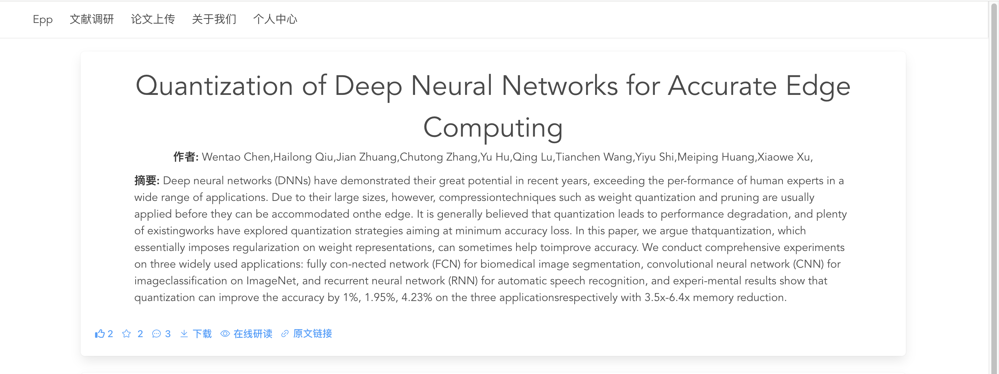 Epp 文献调研 论文上传 关于我们 个人中心
Quantization of Deep Neural Networks for Accurate Edge
Computing
作者: Wentao Chen,Hailong Qiu,Jian Zhuang,Chutong Zhang,Yu Hu,Qing Lu,Tianchen Wang,Yiyu Shi,Meiping Huang,Xiaowe Xu,
摘要: Deep neural networks (DNNs) have demonstrated their great potential in recent years, exceeding the per-formance of human experts in a
wide range of applications. Due to their large sizes, however, compressiontechniques such as weight quantization and pruning are usually
applied before they can be accommodated onthe edge. It is generally believed that quantization leads to performance degradation, and plenty
of existingworks have explored quantization strategies aiming at minimum accuracy loss. In this paper, we argue thatquantization, which
essentially imposes regularization on weight representations, can sometimes help toimprove accuracy. We conduct comprehensive experiments
on three widely used applications: fully con-nected network (FCN) for biomedical image segmentation, convolutional neural network (CNN) for
imageclassification on ImageNet, and recurrent neural network (RNN) for automatic speech recognition, and experi-mental results show that
quantization can improve the accuracy by 1%, 1.95%, 4.23% on the three applicationsrespectively with 3.5x-6.4x memory reduction.
2 2 3 下载 在线研读 原文链接